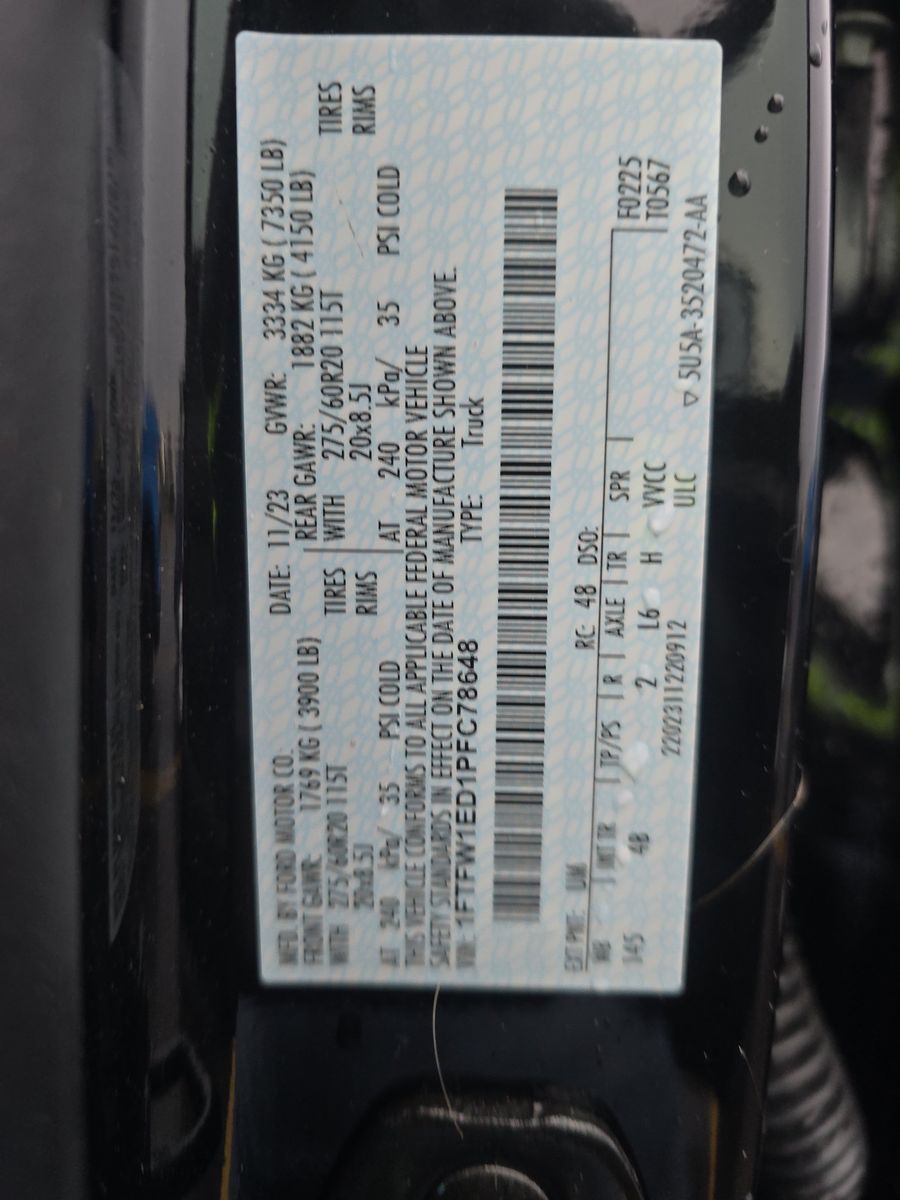 MFD. BY FORD MOTOR CO. DATE: 11/23 GVWR: 3334 KG ( 7350 LB)
FRONT GAWR: 1769 KG ( 3900 LB) REAR GAWR: 1882 KG ( 4150 LB)
WITH 275/60R20 115T TIRES WITH 275/60R20 115T TIRES
20x8.5J RIMS 20x8.5J RIMS
AT 240 kPa/ 35 PSI COLD AT 240 kPa/ 35 PSI COLD
THIS VEHICLE CONFORMS TO ALL APPLICABLE FEDERAL MOTOR VEHICLE
SAFETY STANDARDS IN EFFECT ON THE DATE OF MANUFACTURE SHOWN ABOVE.
VIN: 1FTFW1ED1PFC78648 TYPE: Truck
EXT PNT: RC: 48 DSO:
WB INT TR TP/PS R AXLE TR SPR F0225
145 4B 2 L6 H VVCC T0567
2202311220912 ULC
▽ 5U5A-3520472-AA